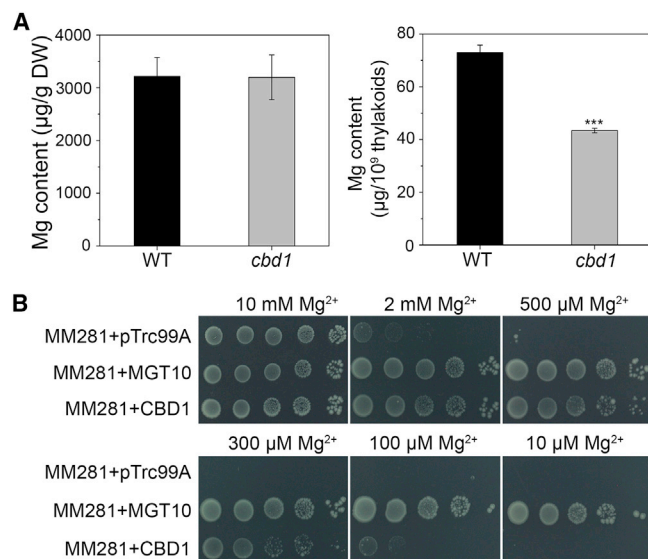 A
Mg content (µg/g DW)
4000
3000
2000
1000
0
WT
cbd1
Mg content
(µg/10⁹ thylakoids)
80
60
40
20
0
***
WT
cbd1
B
10 mM Mg²⁺
2 mM Mg²⁺
500 µM Mg²⁺
MM281+pTrc99A
MM281+MGT10
MM281+CBD1
300 µM Mg²⁺
100 µM Mg²⁺
10 µM Mg²⁺
MM281+pTrc99A
MM281+MGT10
MM281+CBD1